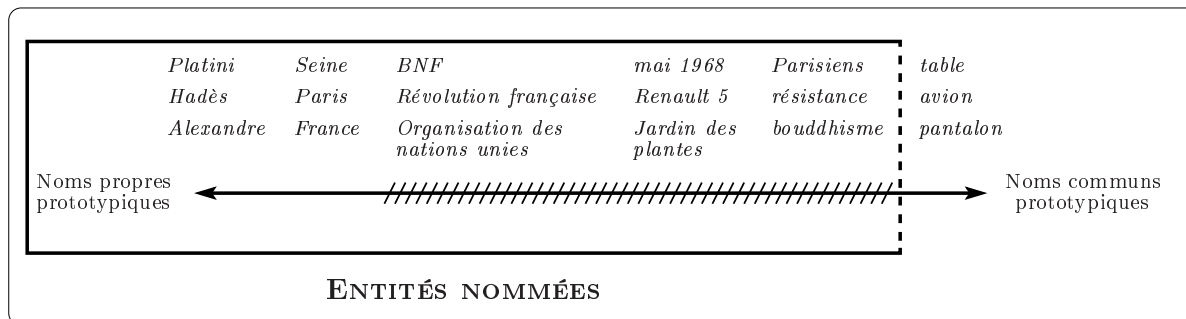 Platini Seine BNF mai 1968 Parisiens table
Hadès Paris Révolution française Renault 5 résistance avion
Alexandre France Organisation des Jardin des bouddhisme pantalon
nations unies plantes
Noms propres Noms communs
prototypiques prototypiques
ENTITÉS NOMMÉES